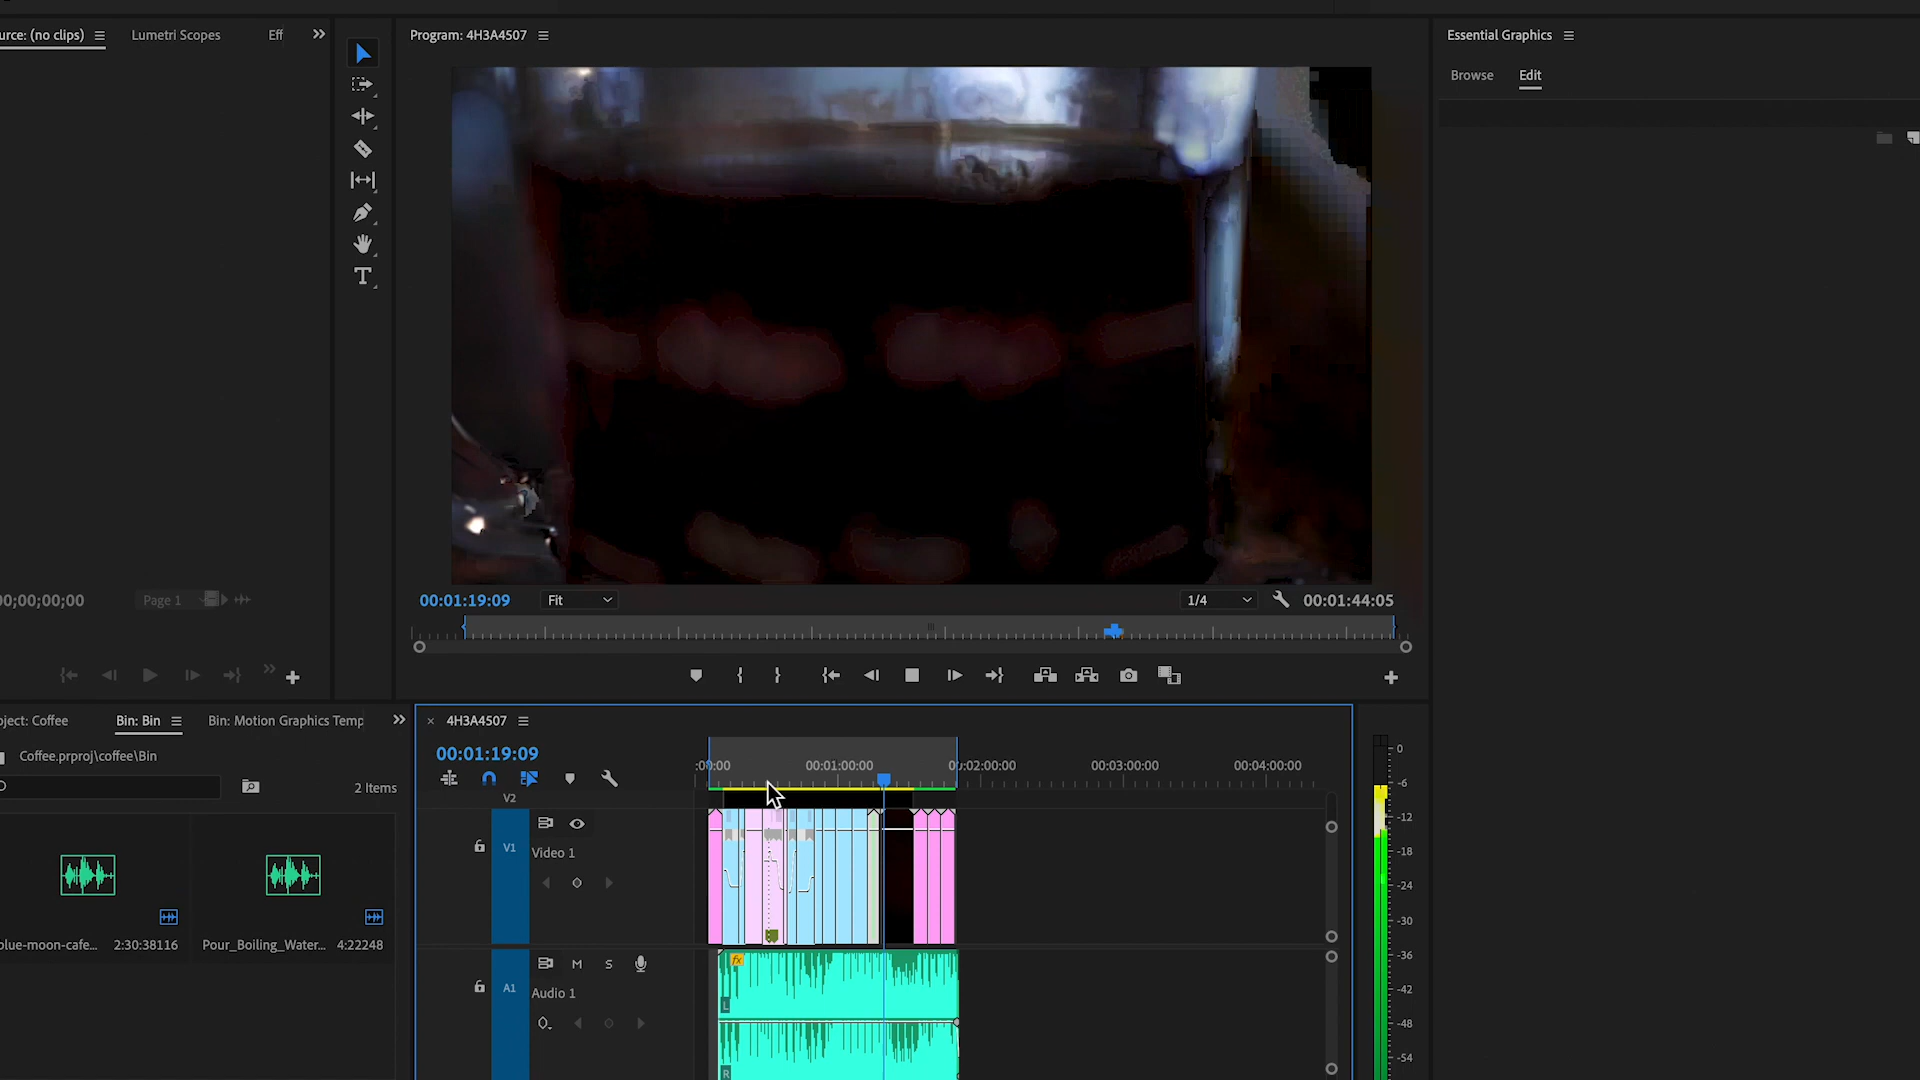 urce: (no clips)
Lumetri Scopes
Eff
Program: 4H3A4507
Essential Graphics
Browse
Edit
T
00;00;00;00
Page 1
00:01:19:09
Fit
1/4
00:01:44:05
oject: Coffee
Bin: Bin
Bin: Motion Graphics Temp
4H3A4507
Coffee.prproj\coffee\Bin
2 Items
00:01:19:09
:00:00
00:01:00:00
00:02:00:00
00:03:00:00
00:04:00:00
V2
V1
Video 1
blue-moon-cafe...
2:30:38116
Pour_Boiling_Water...
4:22248
A1
M
S
Audio 1
fx
L
R
0
-6
-12
-18
-24
-30
-36
-42
-48
-54